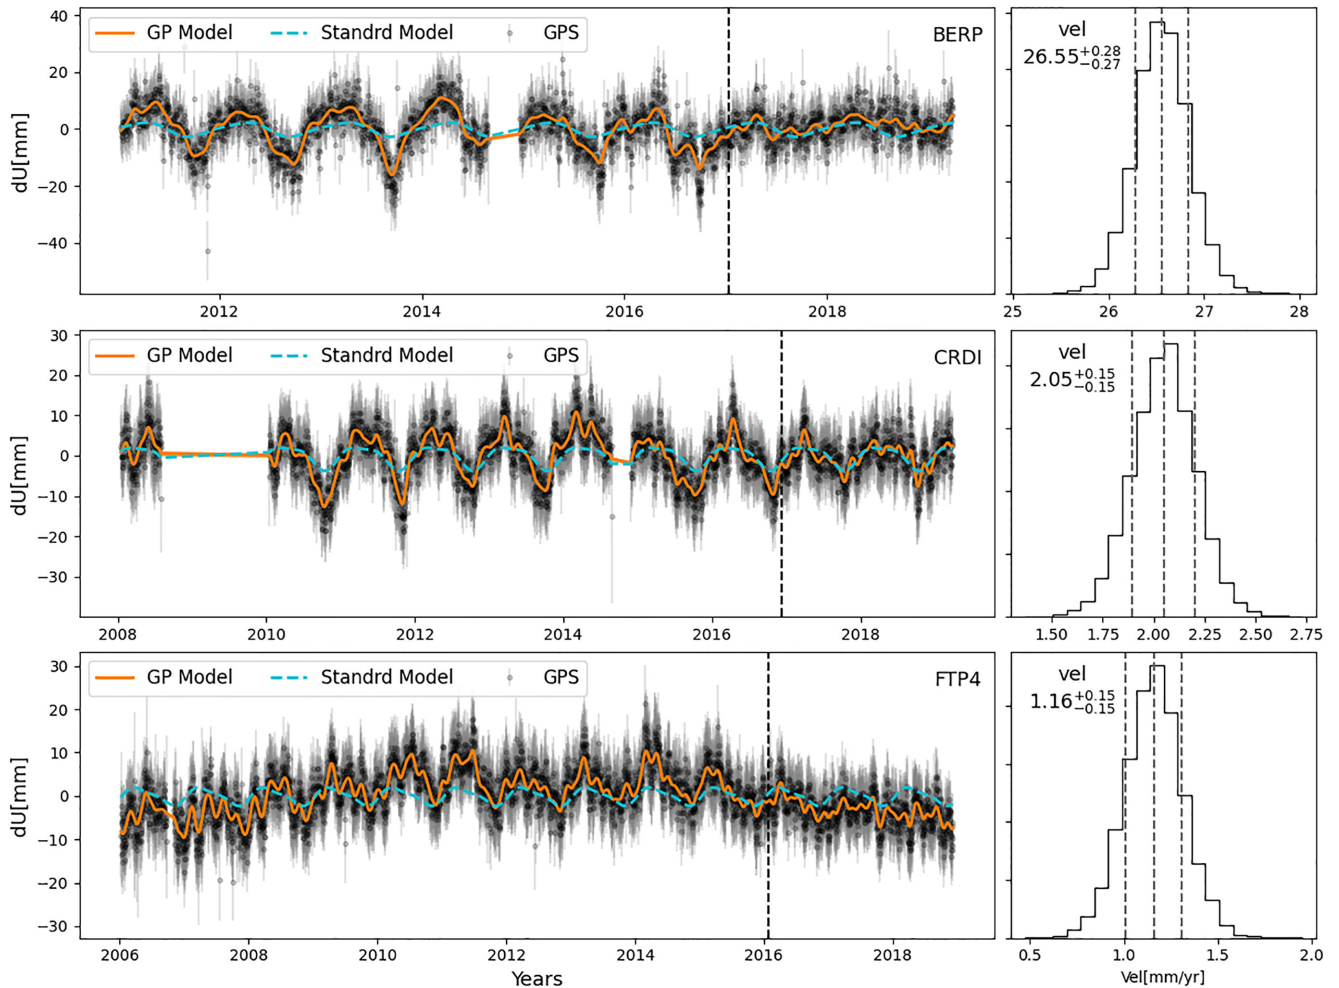 GP Model Standrd Model GPS BERP
dU[mm]
40
20
0
−20
−40
2012 2014 2016 2018
vel
26.55+0.28−0.27
25 26 27 28
GP Model Standrd Model GPS CRDI
dU[mm]
30
20
10
0
−10
−20
−30
2008 2010 2012 2014 2016 2018
vel
2.05+0.15−0.15
1.50 1.75 2.00 2.25 2.50 2.75
GP Model Standrd Model GPS FTP4
dU[mm]
30
20
10
0
−10
−20
−30
2006 2008 2010 2012 2014 2016 2018
Years
vel
1.16+0.15−0.15
0.5 1.0 1.5 2.0
Vel[mm/yr]